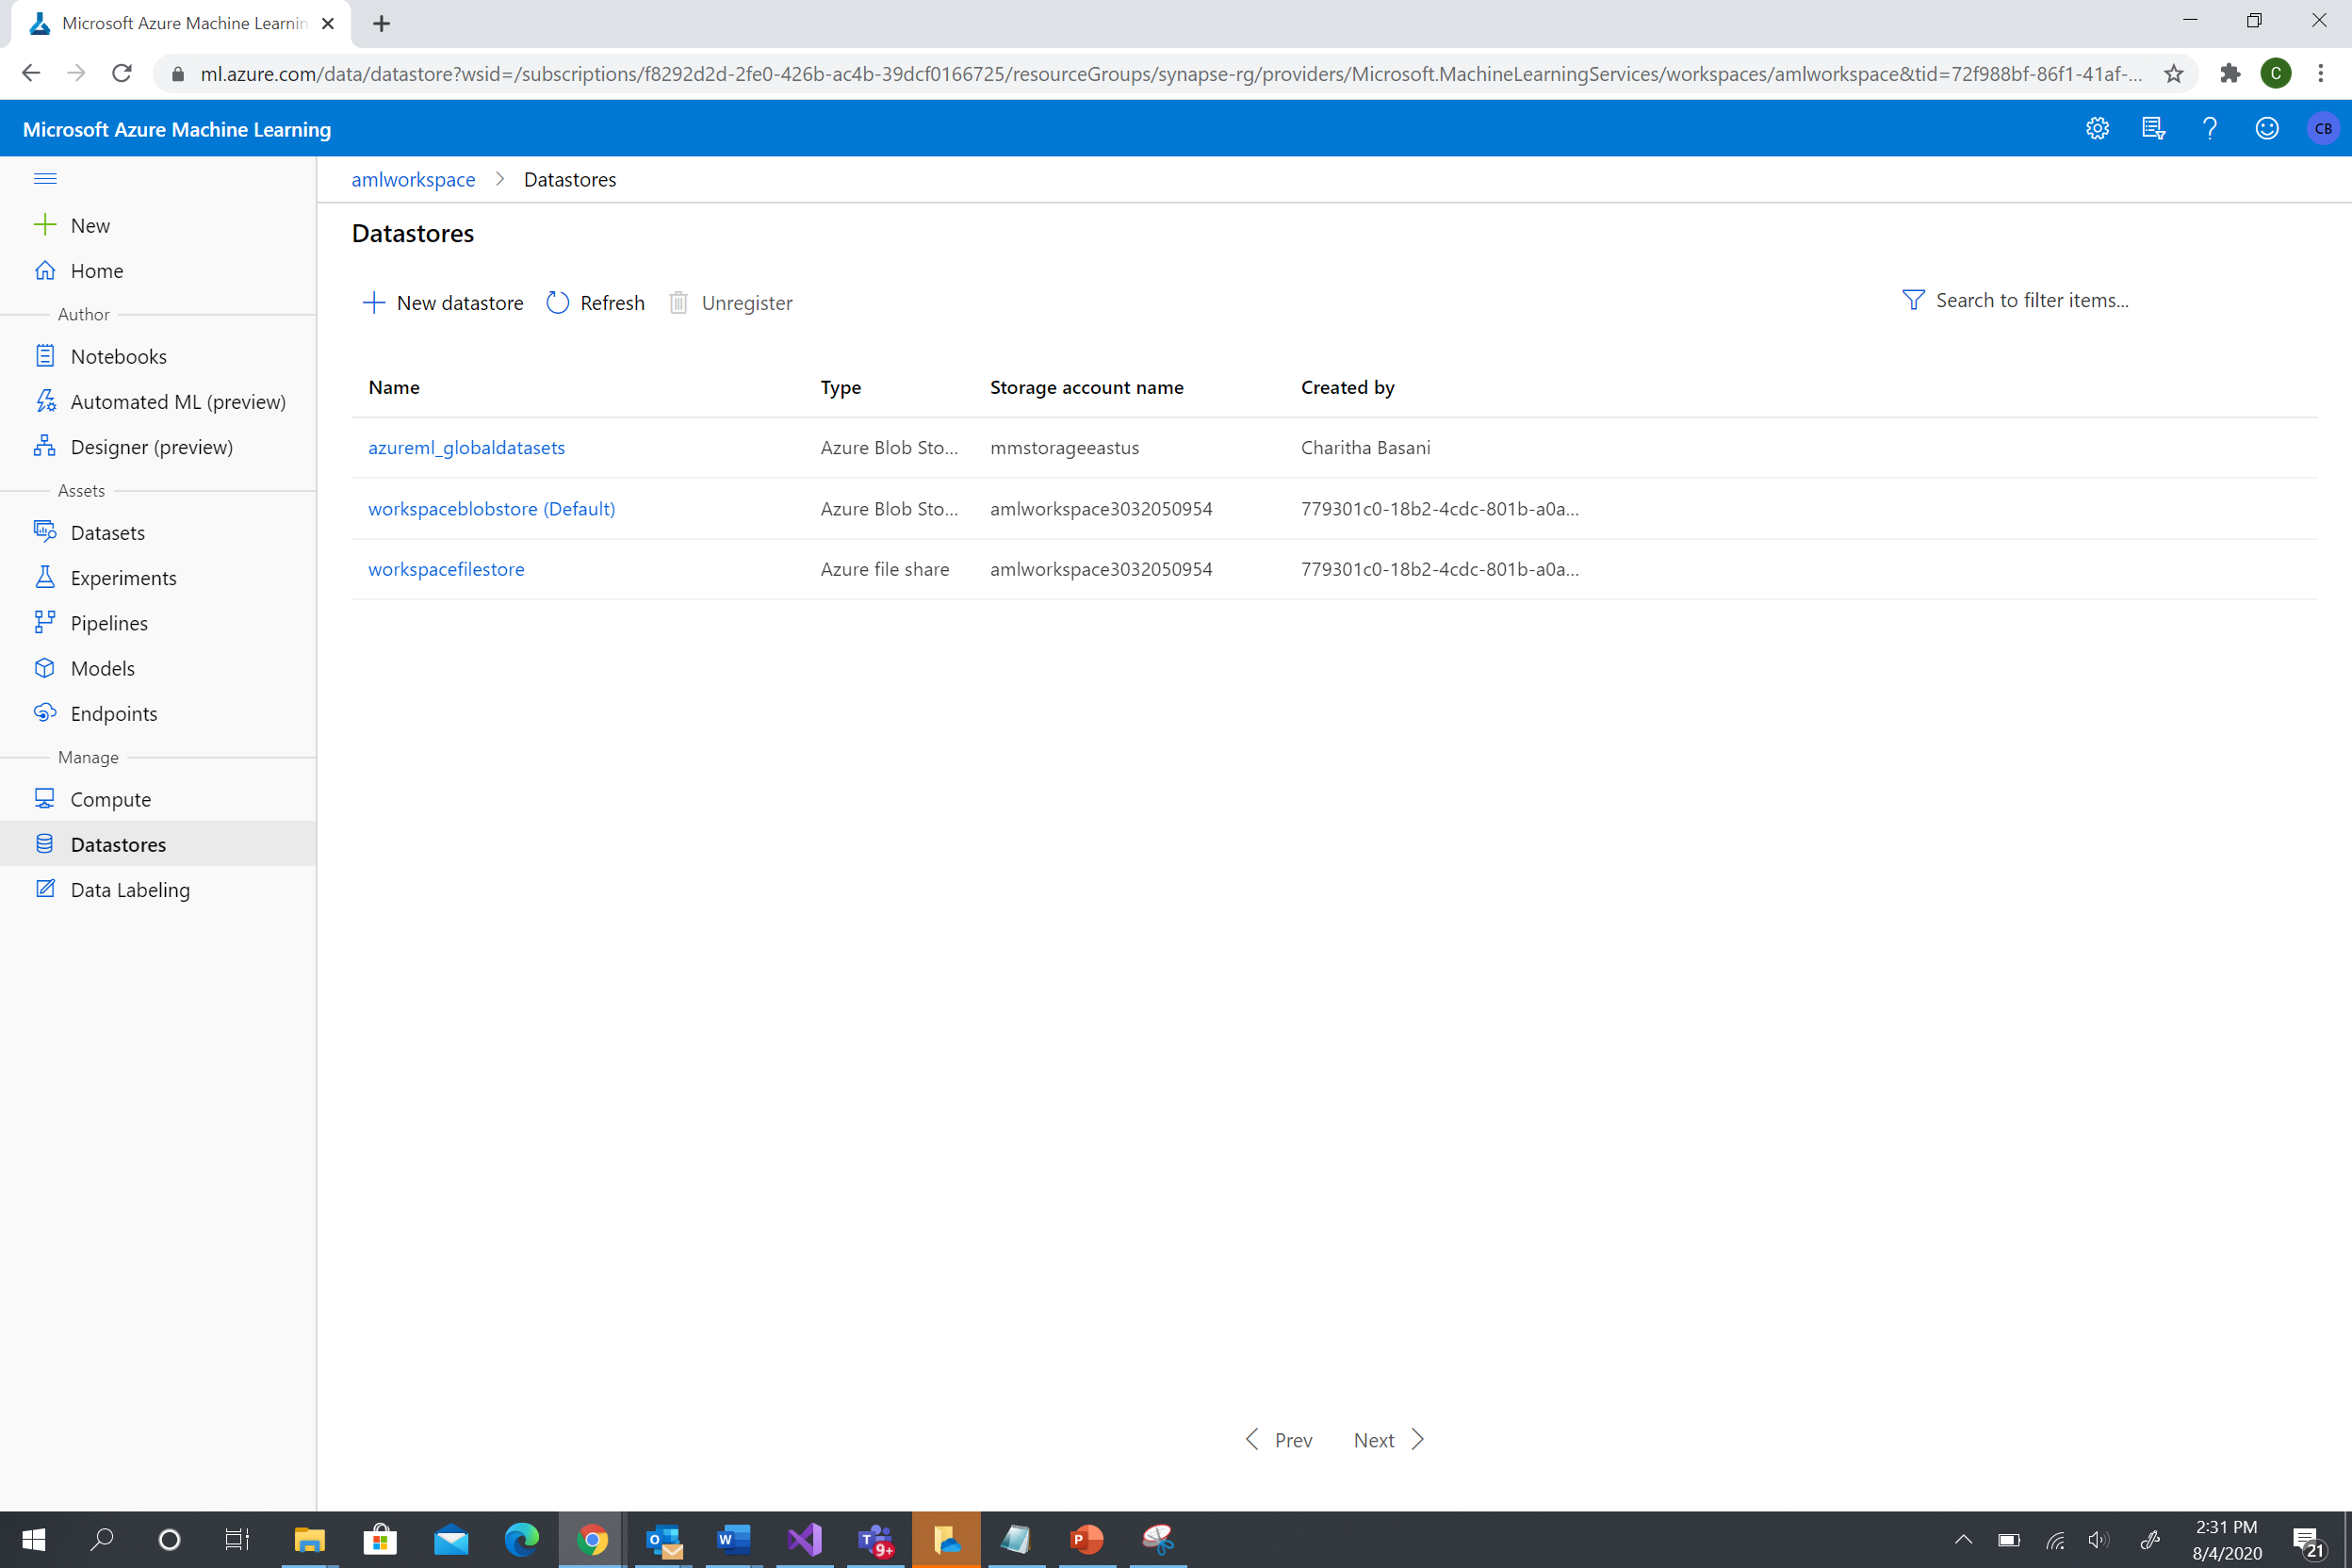 Microsoft Azure Machine Learnin
ml.azure.com/data/datastore?wsid=/subscriptions/f8292d2d-2fe0-426b-ac4b-39dcf0166725/resourceGroups/synapse-rg/providers/Microsoft.MachineLearningServices/workspaces/amlworkspace&tid=72f988bf-86f1-41af-...
C
Microsoft Azure Machine Learning
CB
New
Home
Author
Notebooks
Automated ML (preview)
Designer (preview)
Assets
Datasets
Experiments
Pipelines
Models
Endpoints
Manage
Compute
Datastores
Data Labeling
amlworkspace > Datastores
Datastores
New datastore Refresh Unregister Search to filter items...
Name Type Storage account name Created by
azureml_globaldatasets Azure Blob Sto... mmstorageeastus Charitha Basani
workspaceblobstore (Default) Azure Blob Sto... amlworkspace3032050954 779301c0-18b2-4cdc-801b-a0a...
workspacefilestore Azure file share amlworkspace3032050954 779301c0-18b2-4cdc-801b-a0a...
Prev Next
O W T 9+ P
2:31 PM
8/4/2020
21